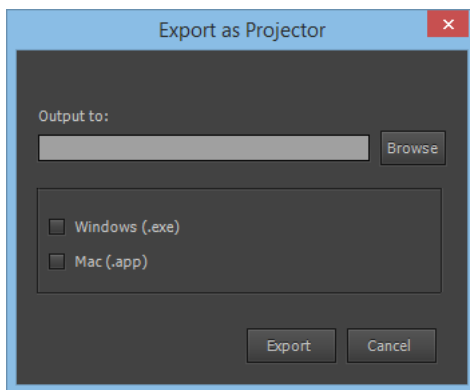 Export as Projector
Output to:
Browse
Windows (.exe)
Mac (.app)
Export
Cancel